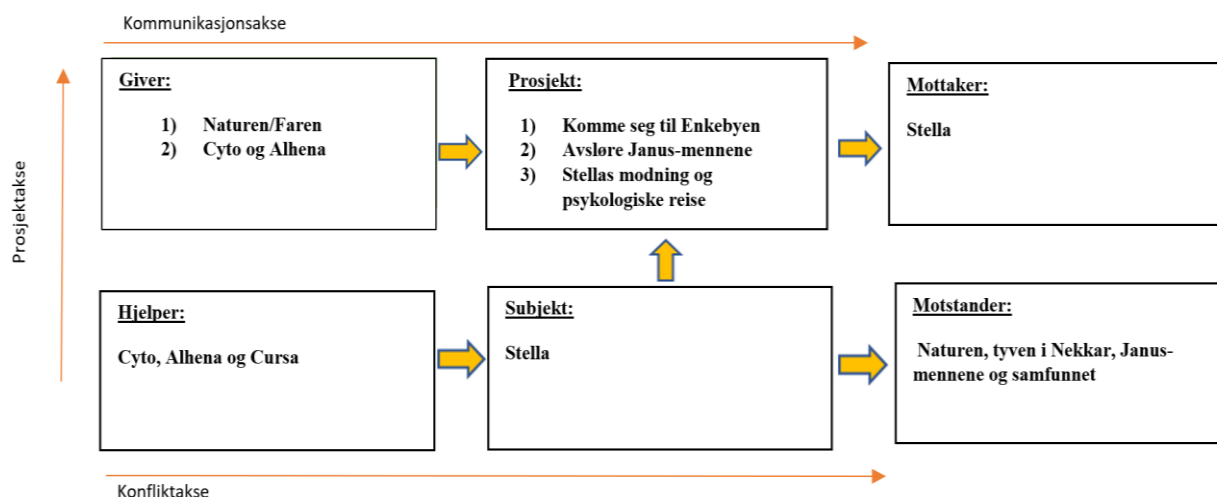 Kommunikasjonsakse
Prosjektakse
Giver:
1) Naturen/Faren
2) Cyto og Alhena
Prosjekt:
1) Komme seg til Enkebyen
2) Avsløre Janus-mennene
3) Stellas modning og
psykologiske reise
Mottaker:
Stella
Hjelper:
Cyto, Alhena og Cursa
Subjekt:
Stella
Motstander:
Naturen, tyven i Nekkar, Janus-
mennene og samfunnet
Konfliktakse